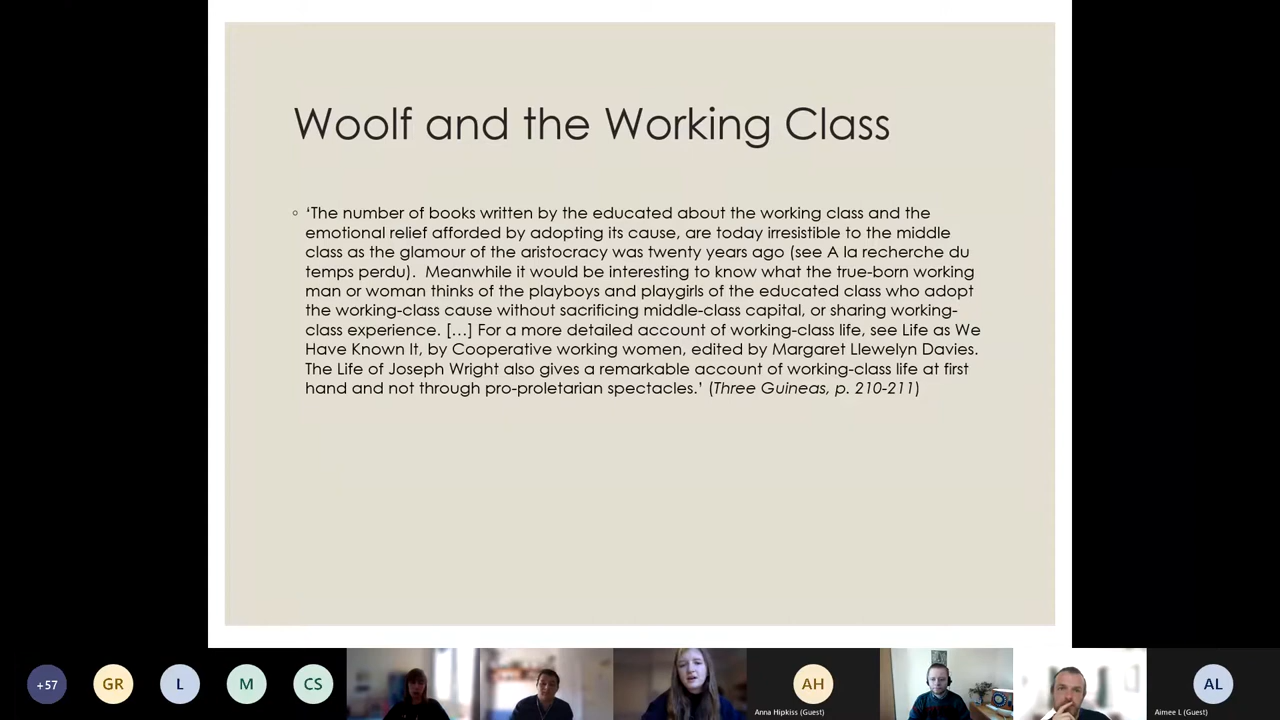 Woolf and the Working Class
‘The number of books written by the educated about the working class and the
emotional relief afforded by adopting its cause, are today irresistible to the middle
class as the glamour of the aristocracy was twenty years ago (see A la recherche du
temps perdu).  Meanwhile it would be interesting to know what the true-born working
man or woman thinks of the playboys and playgirls of the educated class who adopt
the working-class cause without sacrificing middle-class capital, or sharing working-
class experience. […] For a more detailed account of working-class life, see Life as We
Have Known It, by Cooperative working women, edited by Margaret Llewelyn Davies.
The Life of Joseph Wright also gives a remarkable account of working-class life at first
hand and not through pro-proletarian spectacles.’ (Three Guineas, p. 210-211)
+57
GR
L
M
CS
AH
Anna Hipkiss (Guest)
AL
Aimee L (Guest)